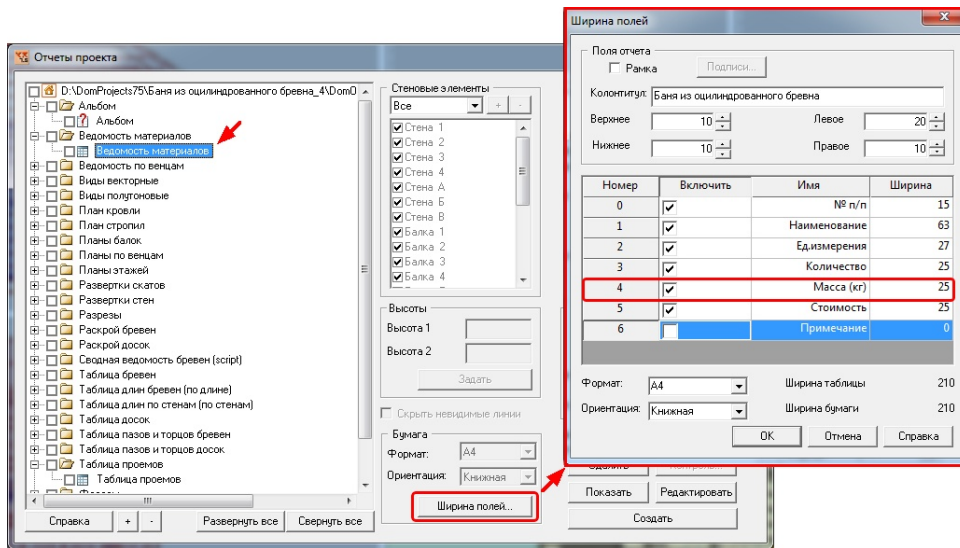 Отчеты проекта
D:\DomProjects75\Баня из оцилиндрованного бревна_4\DomO
Альбом
Альбом
Ведомость материалов
Ведомость материалов
Ведомость по венцам
Виды векторные
Виды полутоновые
План кровли
План стропил
Планы балок
Планы по венцам
Планы этажей
Развертки скатов
Развертки стен
Разрезы
Раскрой бревен
Раскрой досок
Сводная ведомость бревен (script)
Таблица бревен
Таблица длин бревен (по длине)
Таблица длин по стенам (по стенам)
Таблица досок
Таблица пазов и торцов бревен
Таблица пазов и торцов досок
Таблица проемов
Таблица проемов
Справка + - Развернуть все Свернуть все
Стеновые элементы
Все + -
Стена 1
Стена 2
Стена 3
Стена 4
Стена А
Стена Б
Стена В
Балка 1
Балка 2
Балка 3
Балка 4
Высоты
Высота 1
Высота 2
Задать
Скрыть невидимые линии
Бумага
Формат: A4
Ориентация: Книжная
Ширина полей...
Показать Редактировать
Создать
Ширина полей
Поля отчета
Рамка Подписи...
Колонтитул: Баня из оцилиндрованного бревна
Верхнее 10 Левое 20
Нижнее 10 Правое 10
Номер Включить Имя Ширина
0 № п/п 15
1 Наименование 63
2 Ед.измерения 27
3 Количество 25
4 Масса (кг) 25
5 Стоимость 25
6 Примечание 0
Формат: A4 Ширина таблицы 210
Ориентация: Книжная Ширина бумаги 210
OK Отмена Справка